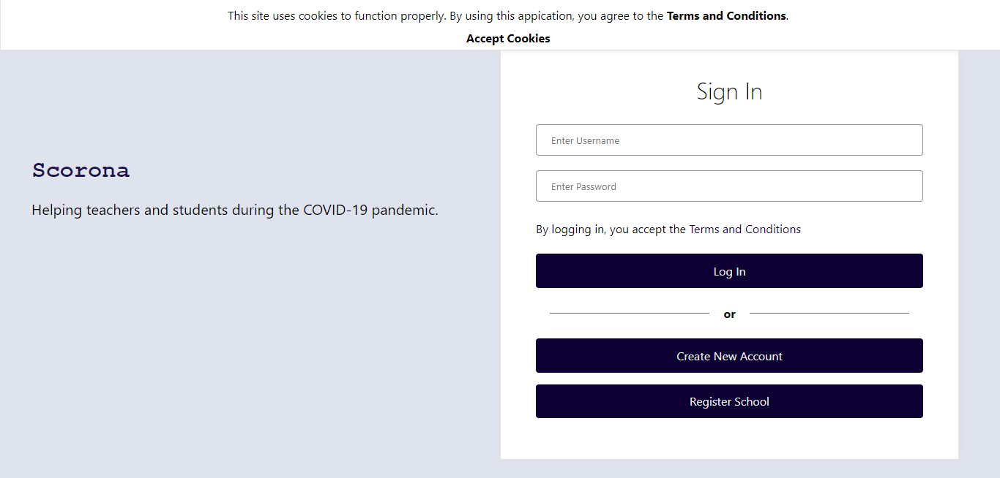 This site uses cookies to function properly. By using this appication, you agree to the Terms and Conditions.
Accept Cookies
Scorona
Helping teachers and students during the COVID-19 pandemic.
Sign In
Enter Username
Enter Password
By logging in, you accept the Terms and Conditions
Log In
or
Create New Account
Register School